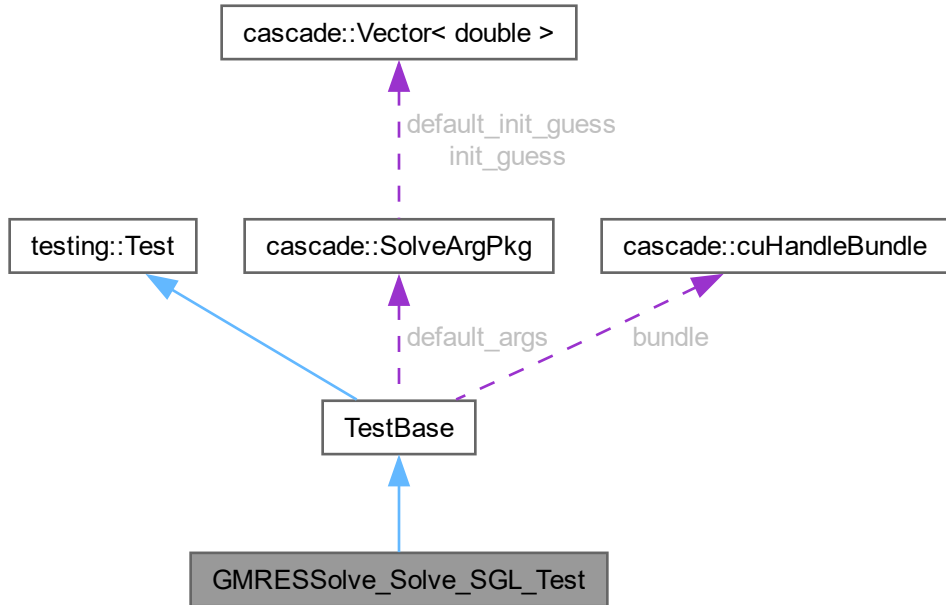 cascade::Vector< double >
default_init_guess
init_guess
testing::Test
cascade::SolveArgPkg
cascade::cuHandleBundle
default_args
bundle
TestBase
GMRESSolve_Solve_SGL_Test